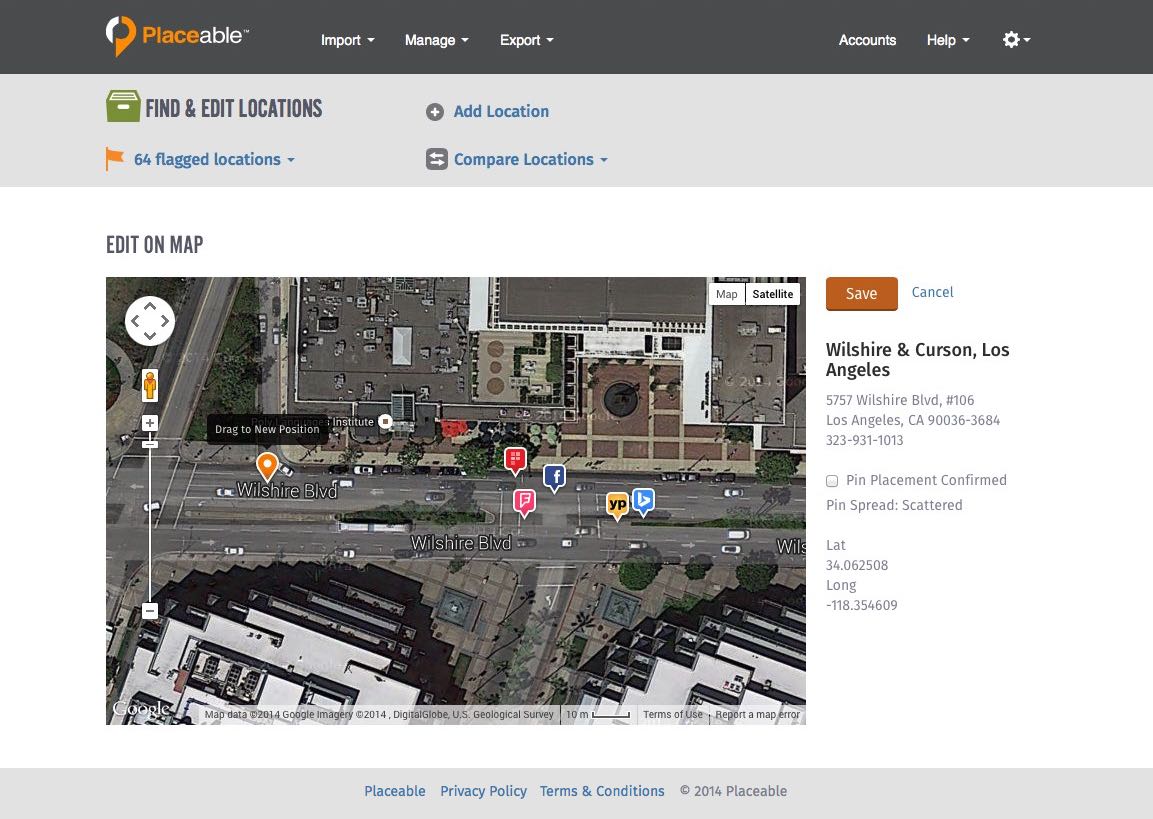 Placeable™
Import
Manage
Export
Accounts
Help
FIND & EDIT LOCATIONS
Add Location
64 flagged locations
Compare Locations
EDIT ON MAP
Map
Satellite
Save
Cancel
Wilshire & Curson, Los
Angeles
5757 Wilshire Blvd, #106
Los Angeles, CA 90036-3684
323-931-1013
Pin Placement Confirmed
Pin Spread: Scattered
Lat
34.062508
Long
-118.354609
Institute
Drag to New Position
f
yp
Wilshire Blvd
Wilshire Blvd
Wils
Google
Map data ©2014 Google Imagery ©2014 , DigitalGlobe, U.S. Geological Survey
10 m
Terms of Use
Report a map error
Placeable
Privacy Policy
Terms & Conditions
© 2014 Placeable